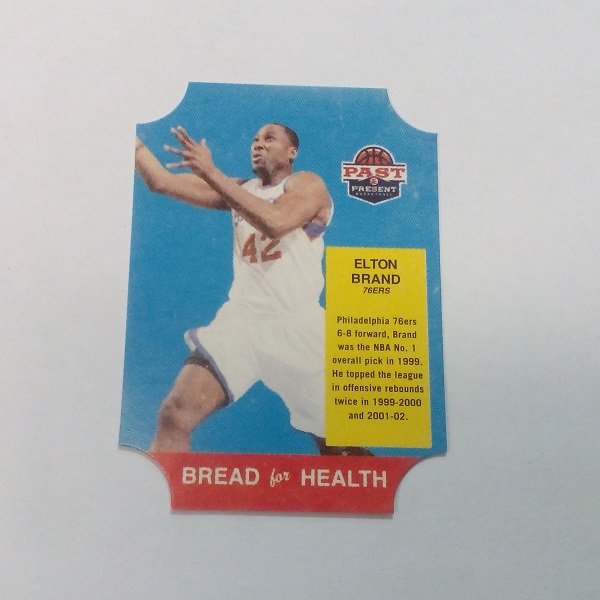 PAST
&
PRESENT
BASKETBALL
42
ELTON
BRAND
76ERS
Philadelphia 76ers
6-8 forward, Brand
was the NBA No. 1
overall pick in 1999.
He topped the league
in offensive rebounds
twice in 1999-2000
and 2001-02.
BREAD for HEALTH